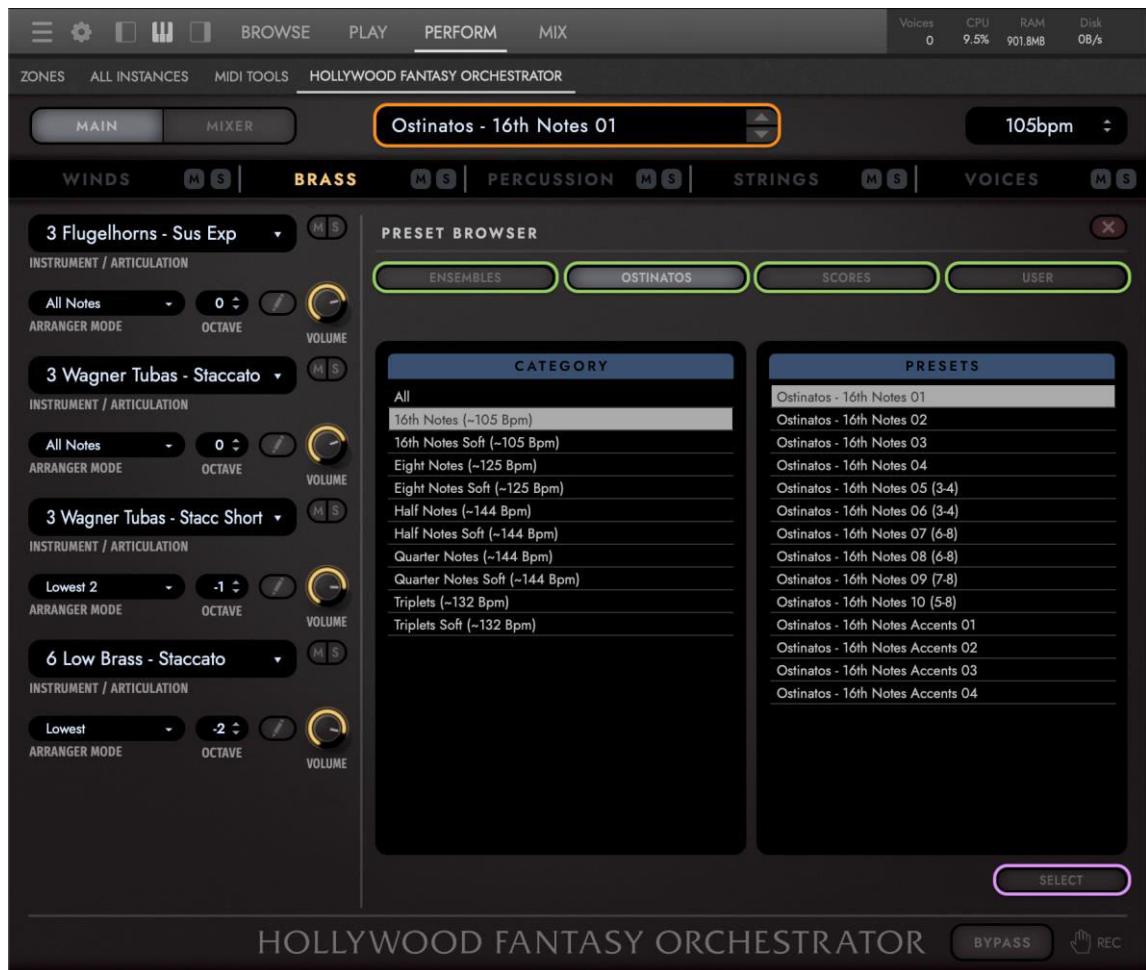 BROWSE PLAY PERFORM MIX Voices 0 CPU 9.5% RAM 901.8MB Disk 0B/s
ZONES ALL INSTANCES MIDI TOOLS HOLLYWOOD FANTASY ORCHESTRATOR
MAIN MIXER Ostinatos - 16th Notes 01 105bpm
WINDS M S BRASS M S PERCUSSION M S STRINGS M S VOICES M S
3 Flugelhorns - Sus Exp M S
INSTRUMENT / ARTICULATION
All Notes 0
ARRANGER MODE OCTAVE VOLUME
3 Wagner Tubas - Staccato M S
INSTRUMENT / ARTICULATION
All Notes 0
ARRANGER MODE OCTAVE VOLUME
3 Wagner Tubas - Stacc Short M S
INSTRUMENT / ARTICULATION
Lowest 2 -1
ARRANGER MODE OCTAVE VOLUME
6 Low Brass - Staccato M S
INSTRUMENT / ARTICULATION
Lowest -2
ARRANGER MODE OCTAVE VOLUME
PRESET BROWSER
ENSEMBLES OSTINATOS SCORES USER
CATEGORY
All
16th Notes (~105 Bpm)
16th Notes Soft (~105 Bpm)
Eight Notes (~125 Bpm)
Eight Notes Soft (~125 Bpm)
Half Notes (~144 Bpm)
Half Notes Soft (~144 Bpm)
Quarter Notes (~144 Bpm)
Quarter Notes Soft (~144 Bpm)
Triplets (~132 Bpm)
Triplets Soft (~132 Bpm)
PRESETS
Ostinatos - 16th Notes 01
Ostinatos - 16th Notes 02
Ostinatos - 16th Notes 03
Ostinatos - 16th Notes 04
Ostinatos - 16th Notes 05 (3-4)
Ostinatos - 16th Notes 06 (3-4)
Ostinatos - 16th Notes 07 (6-8)
Ostinatos - 16th Notes 08 (6-8)
Ostinatos - 16th Notes 09 (7-8)
Ostinatos - 16th Notes 10 (5-8)
Ostinatos - 16th Notes Accents 01
Ostinatos - 16th Notes Accents 02
Ostinatos - 16th Notes Accents 03
Ostinatos - 16th Notes Accents 04
SELECT
HOLLYWOOD FANTASY ORCHESTRATOR BYPASS REC